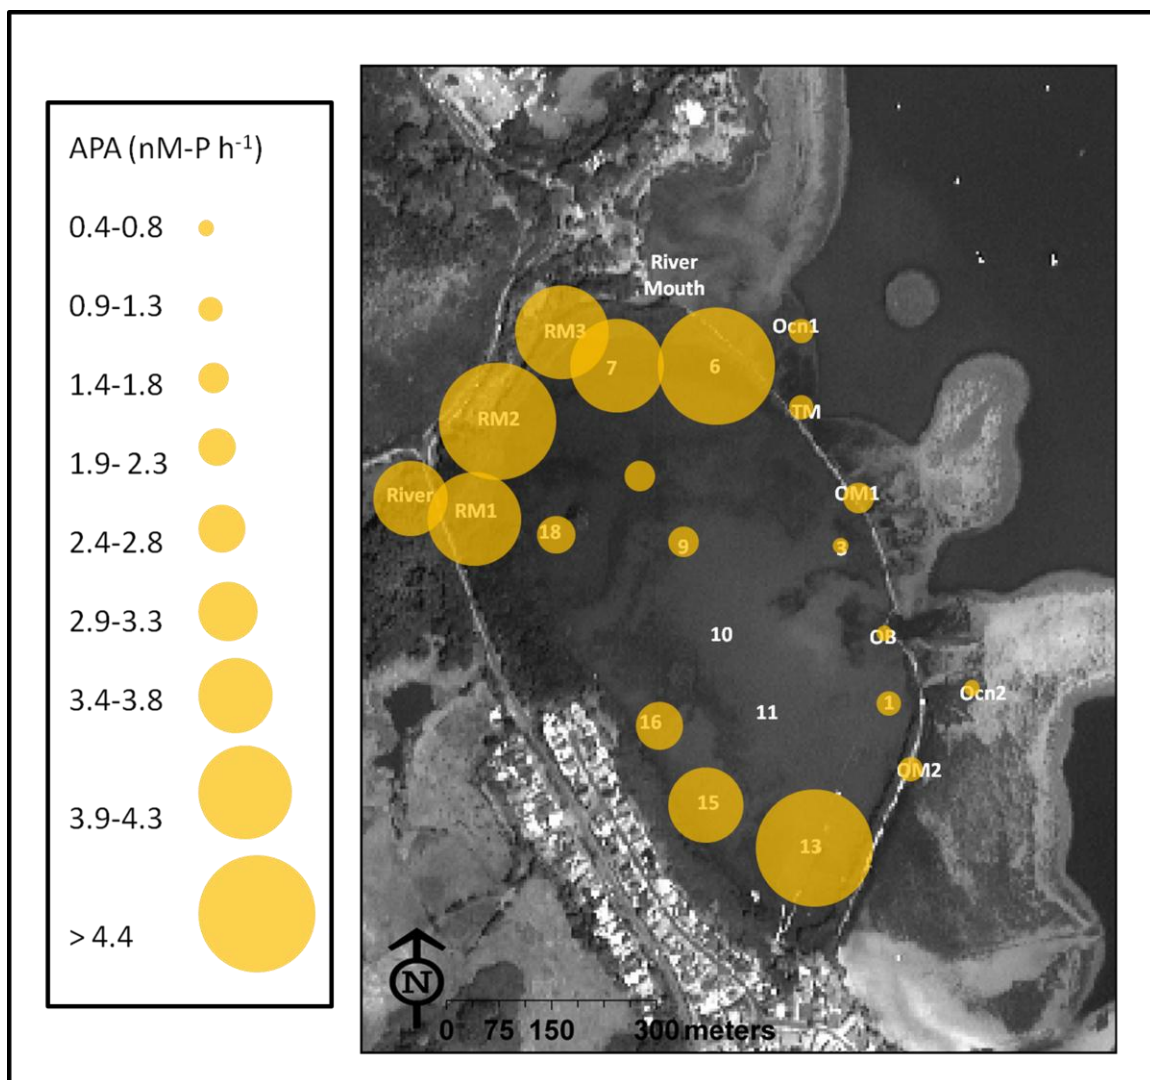 APA (nM-P h⁻¹)
0.4-0.8
0.9-1.3
1.4-1.8
1.9- 2.3
2.4-2.8
2.9-3.3
3.4-3.8
3.9-4.3
> 4.4
River
Mouth
Ocn1
RM3
7
6
TM
RM2
River
RM1
OM1
18
9
3
10
OB
Ocn2
1
11
16
OM2
15
13
N
0 75 150 300 meters